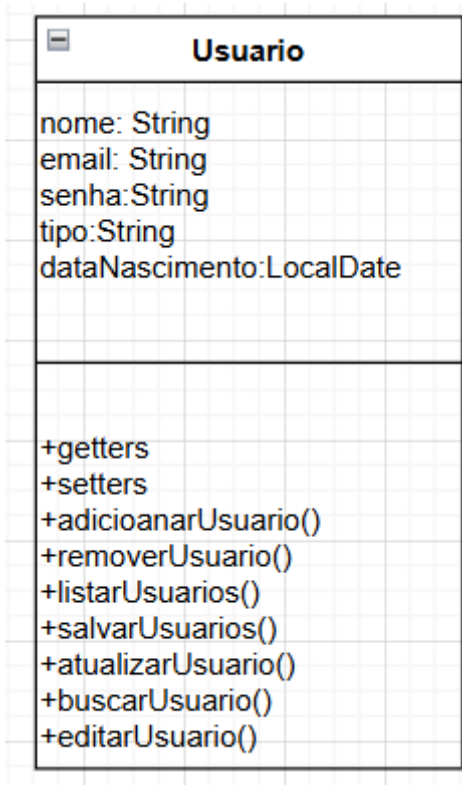 Usuario
nome: String
email: String
senha:String
tipo:String
dataNascimento:LocalDate
+getters
+setters
+adicioanarUsuario()
+removerUsuario()
+listarUsuarios()
+salvarUsuarios()
+atualizarUsuario()
+buscarUsuario()
+editarUsuario()